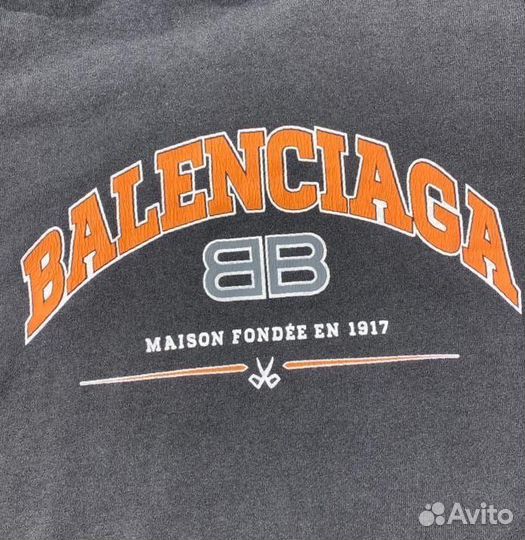 BALENCIAGA
BB
MAISON FONDÉE EN 1917
Avito